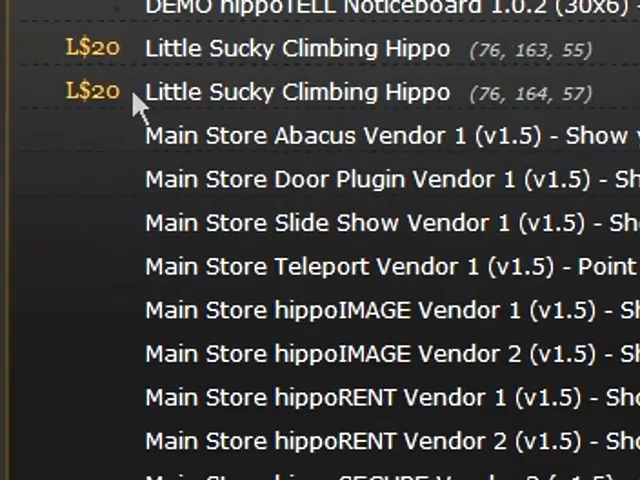 DEMO hippoTELL Noticeboard 1.0.2 (30x6) -
L$20 Little Sucky Climbing Hippo (76, 163, 55)
L$20 Little Sucky Climbing Hippo (76, 164, 57)
Main Store Abacus Vendor 1 (v1.5) - Show
Main Store Door Plugin Vendor 1 (v1.5) - Sh
Main Store Slide Show Vendor 1 (v1.5) - Sh
Main Store Teleport Vendor 1 (v1.5) - Point
Main Store hippoIMAGE Vendor 1 (v1.5) - Sh
Main Store hippoIMAGE Vendor 2 (v1.5) - Sh
Main Store hippoRENT Vendor 1 (v1.5) - Sho
Main Store hippoRENT Vendor 2 (v1.5) - Sho